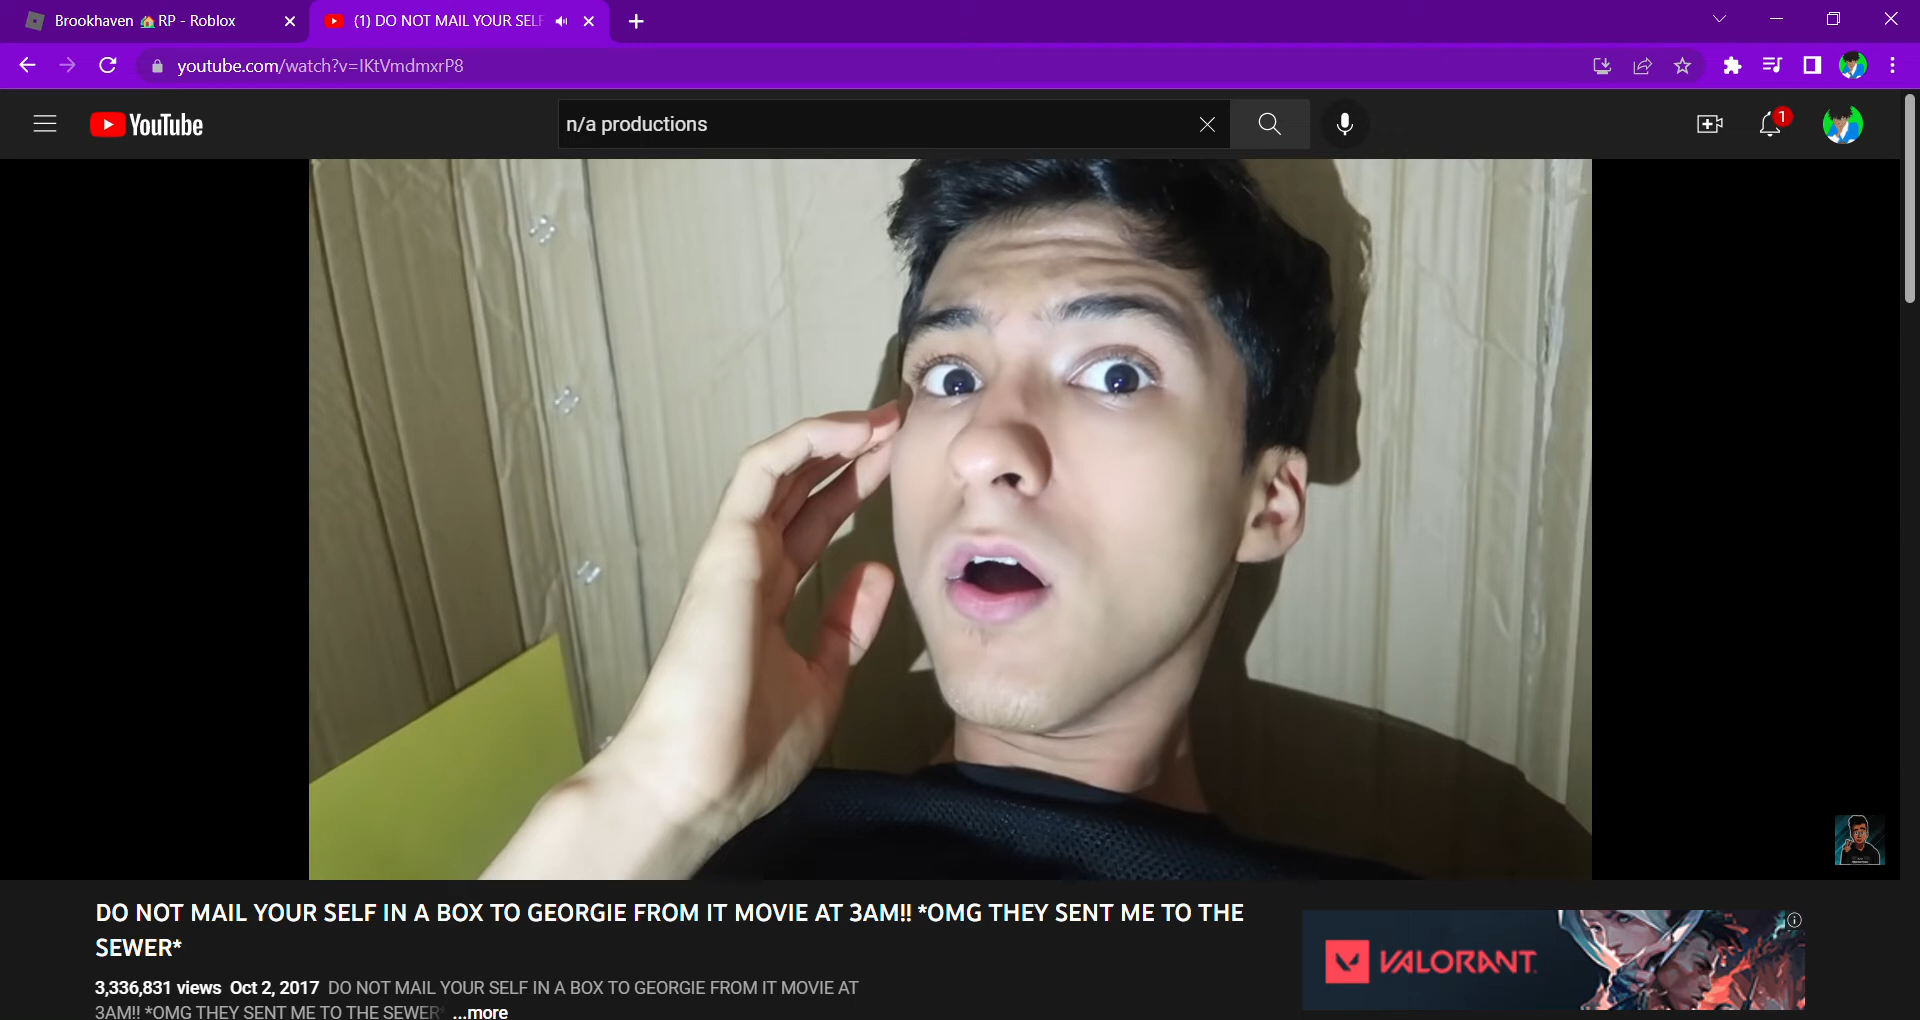 Brookhaven 🏠RP - Roblox
(1) DO NOT MAIL YOUR SELF
youtube.com/watch?v=IKtVmdmxrP8
YouTube
n/a productions
1
DO NOT MAIL YOUR SELF IN A BOX TO GEORGIE FROM IT MOVIE AT 3AM!! *OMG THEY SENT ME TO THE
SEWER*
VALORANT
3,336,831 views Oct 2, 2017 DO NOT MAIL YOUR SELF IN A BOX TO GEORGIE FROM IT MOVIE AT
3AM!! *OMG THEY SENT ME TO THE SEWER* ...more